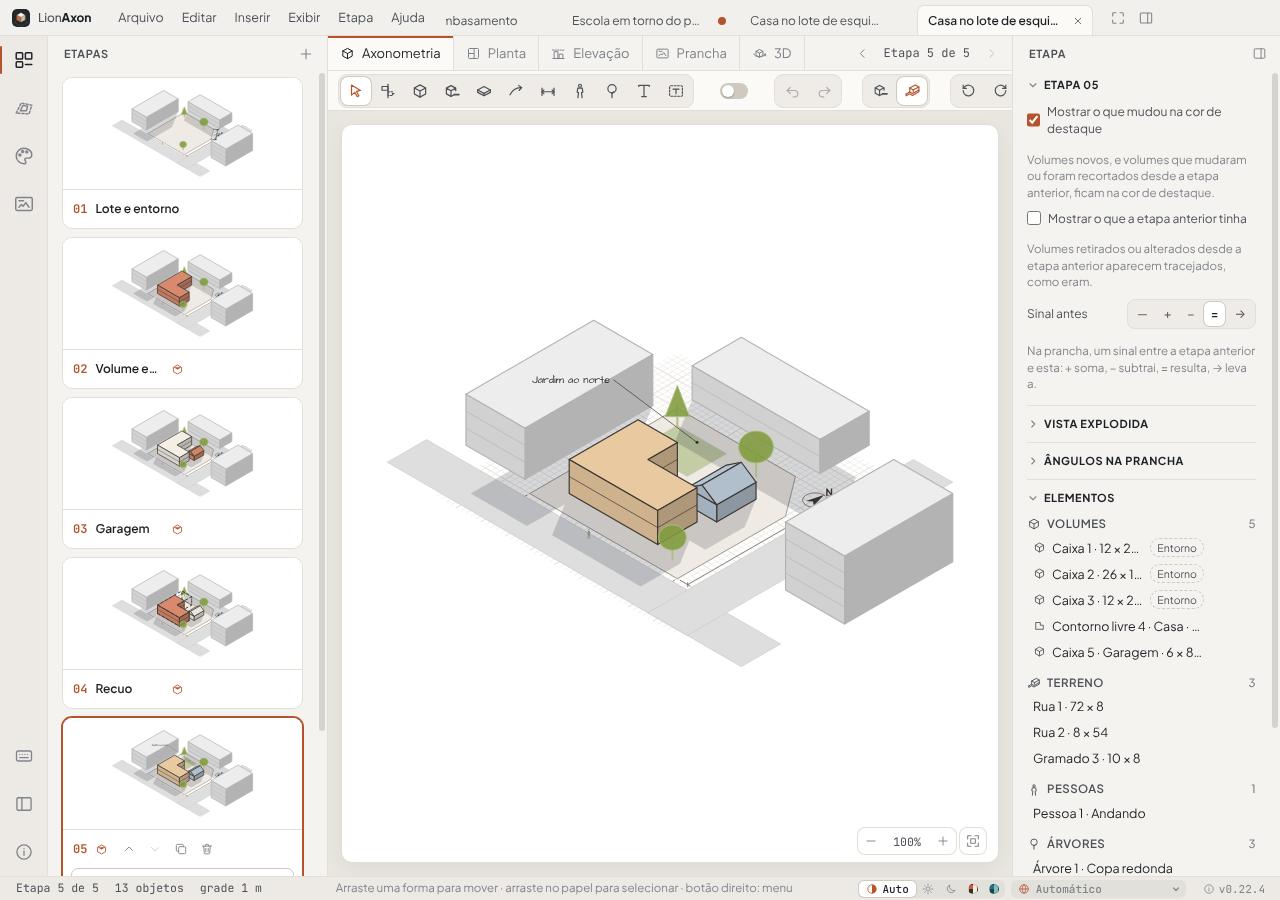 LionAxon
Arquivo
Editar
Inserir
Exibir
Etapa
Ajuda
nbasamento
Escola em torno do p…
Casa no lote de esqui…
Casa no lote de esqui…
ETAPAS
Axonometria
Planta
Elevação
Prancha
3D
Etapa 5 de 5
01 Lote e entorno
02 Volume e…
03 Garagem
04 Recuo
05
Jardim ao norte
N
100%
ETAPA
ETAPA 05
Mostrar o que mudou na cor de
destaque
Volumes novos, e volumes que mudaram
ou foram recortados desde a etapa
anterior, ficam na cor de destaque.
Mostrar o que a etapa anterior tinha
Volumes retirados ou alterados desde a
etapa anterior aparecem tracejados,
como eram.
Sinal antes
— + − = →
Na prancha, um sinal entre a etapa anterior
e esta: + soma, − subtrai, = resulta, → leva
a.
VISTA EXPLODIDA
ÂNGULOS NA PRANCHA
ELEMENTOS
VOLUMES 5
Caixa 1 · 12 × 2… Entorno
Caixa 2 · 26 × 1… Entorno
Caixa 3 · 12 × 2… Entorno
Contorno livre 4 · Casa · …
Caixa 5 · Garagem · 6 × 8…
TERRENO 3
Rua 1 · 72 × 8
Rua 2 · 8 × 54
Gramado 3 · 10 × 8
PESSOAS 1
Pessoa 1 · Andando
ÁRVORES 3
Árvore 1 · Copa redonda
Etapa 5 de 5
13 objetos
grade 1 m
Arraste uma forma para mover · arraste no papel para selecionar · botão direito: menu
Auto
Automático
v0.22.4